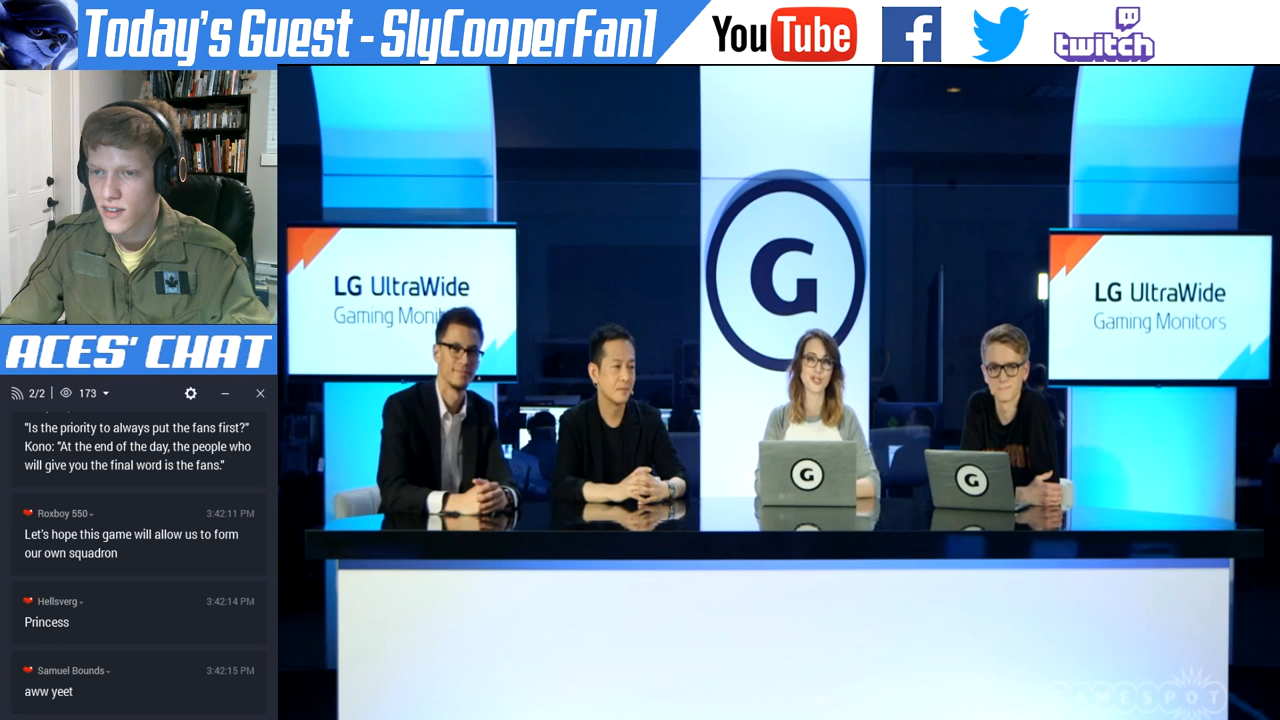 Today's Guest - SlyCooperFan1
YouTube
f
twitch
LG UltraWide
Gaming Monitors
G
LG UltraWide
Gaming Monitors
ACES' CHAT
2/2
173
"Is the priority to always put the fans first?"
Kono: "At the end of the day, the people who
will give you the final word is the fans."
Roxboy 550
3:42:11 PM
Let's hope this game will allow us to form
our own squadron
Hellsverg
3:42:14 PM
Princess
Samuel Bounds
3:42:15 PM
aww yeet
G
G
GAMESPOT